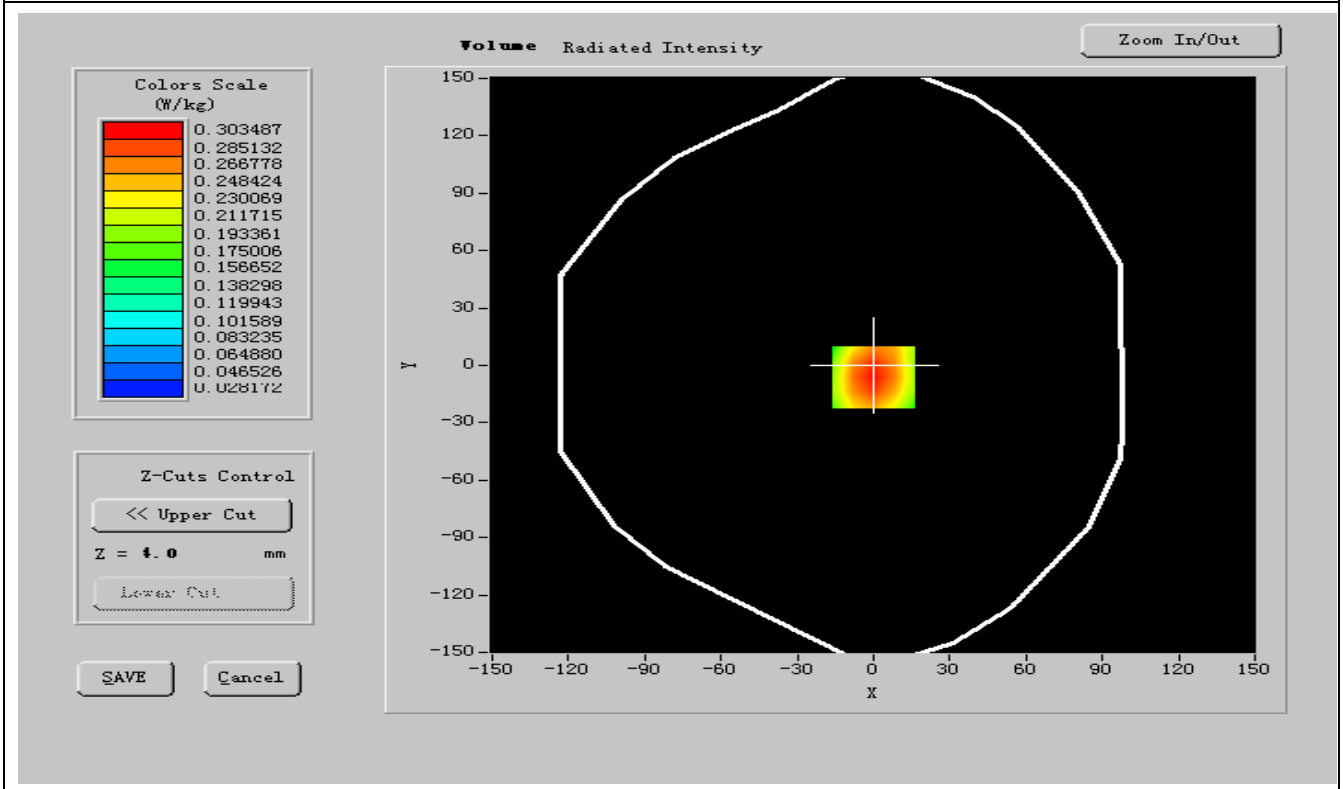 Volume Radiated Intensity
Zoom In/Out
Colors Scale
(W/kg)
0.303487
0.285132
0.266778
0.248424
0.230069
0.211715
0.193361
0.175006
0.156652
0.138298
0.119943
0.101589
0.083235
0.064880
0.046526
0.028172
Z-Cuts Control
<< Upper Cut
Z = 4.0 mm
Lower Cut
SAVE Cancel
150
120
90
60
30
0
-30
-60
-90
-120
-150
Y
-150 -120 -90 -60 -30 0 30 60 90 120 150
X